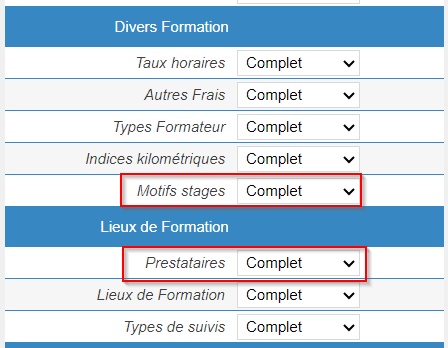 Divers Formation
Taux horaires Complet
Autres Frais Complet
Types Formateur Complet
Indices kilométriques Complet
Motifs stages Complet
Lieux de Formation
Prestataires Complet
Lieux de Formation Complet
Types de suivis Complet